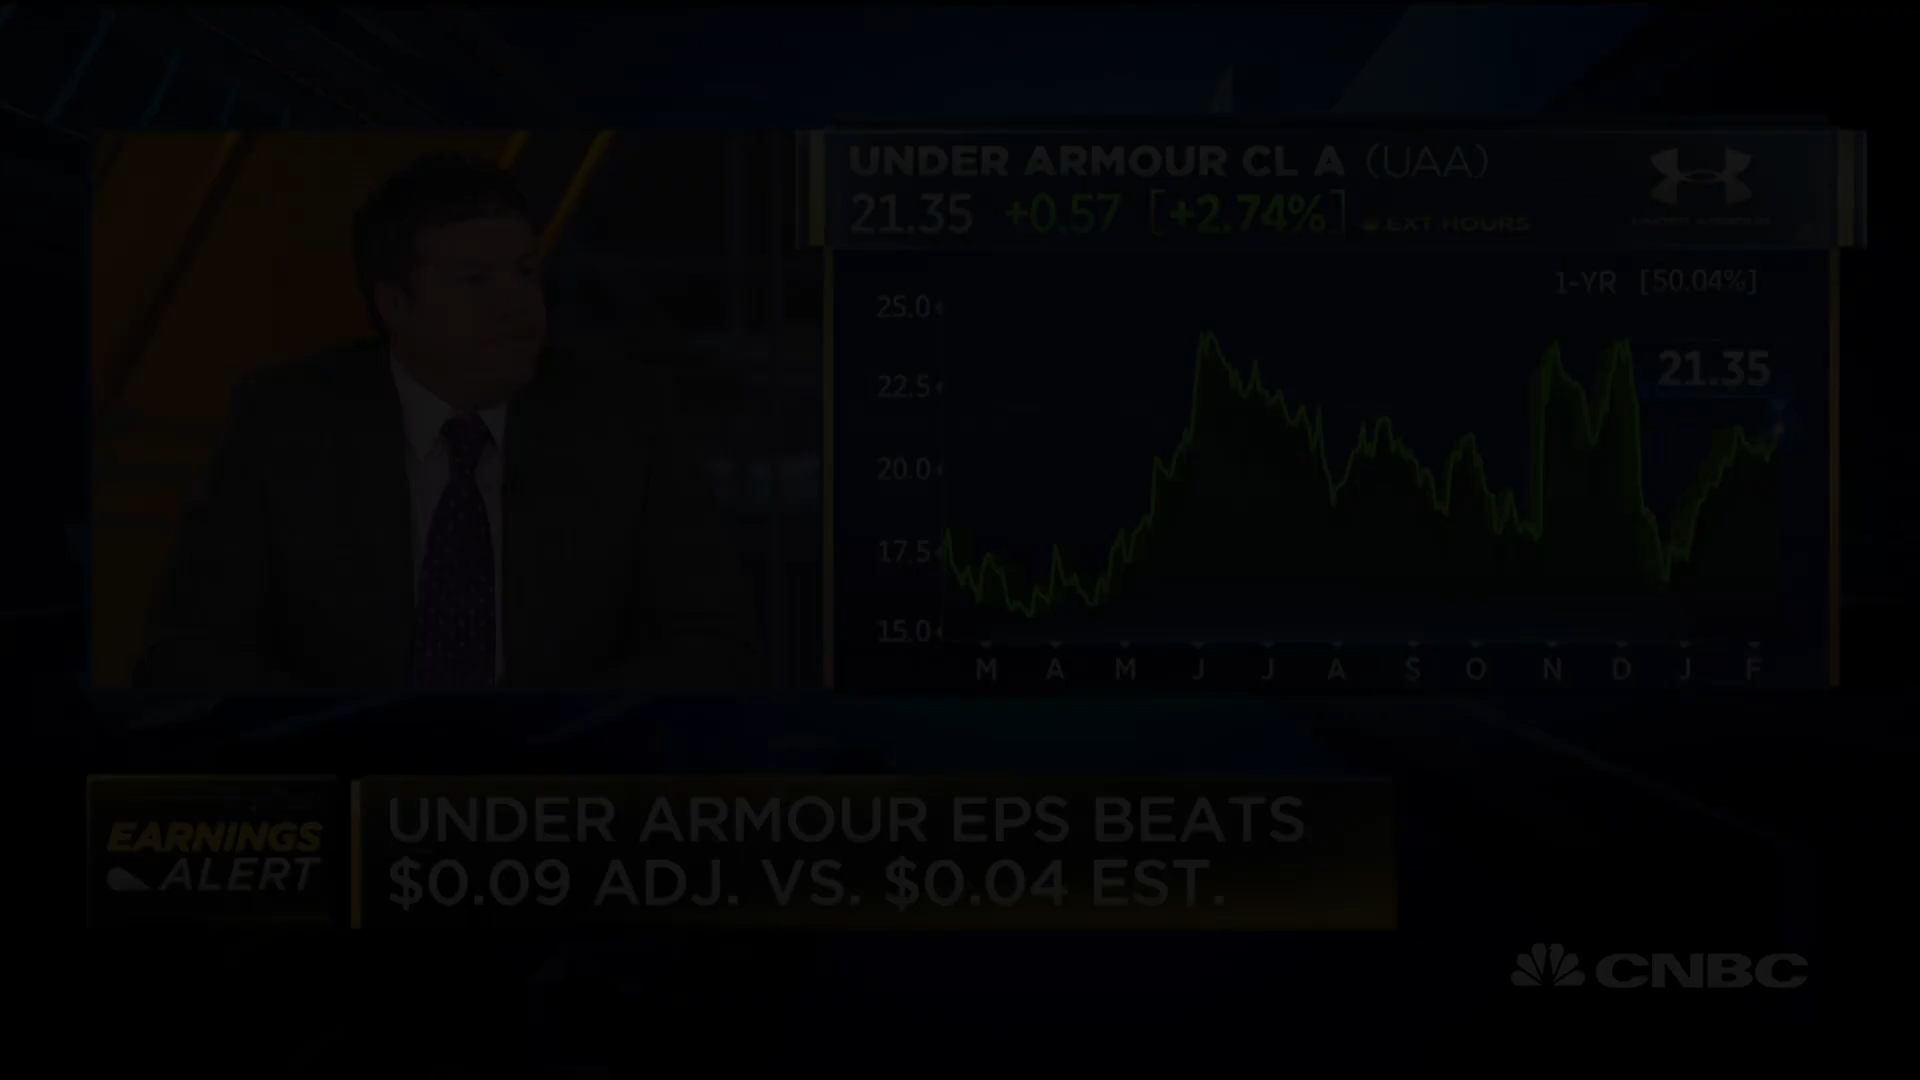 UNDER ARMOUR CL A (UAA)
21.35 +0.57 [+2.74%] EXT HOURS
UNDER ARMOUR
1-YR [50.04%]
25.0
21.35
22.5
20.0
17.5
15.0
M A M J J A S O N D J F
EARNINGS
ALERT
UNDER ARMOUR EPS BEATS
$0.09 ADJ. VS. $0.04 EST.
CNBC